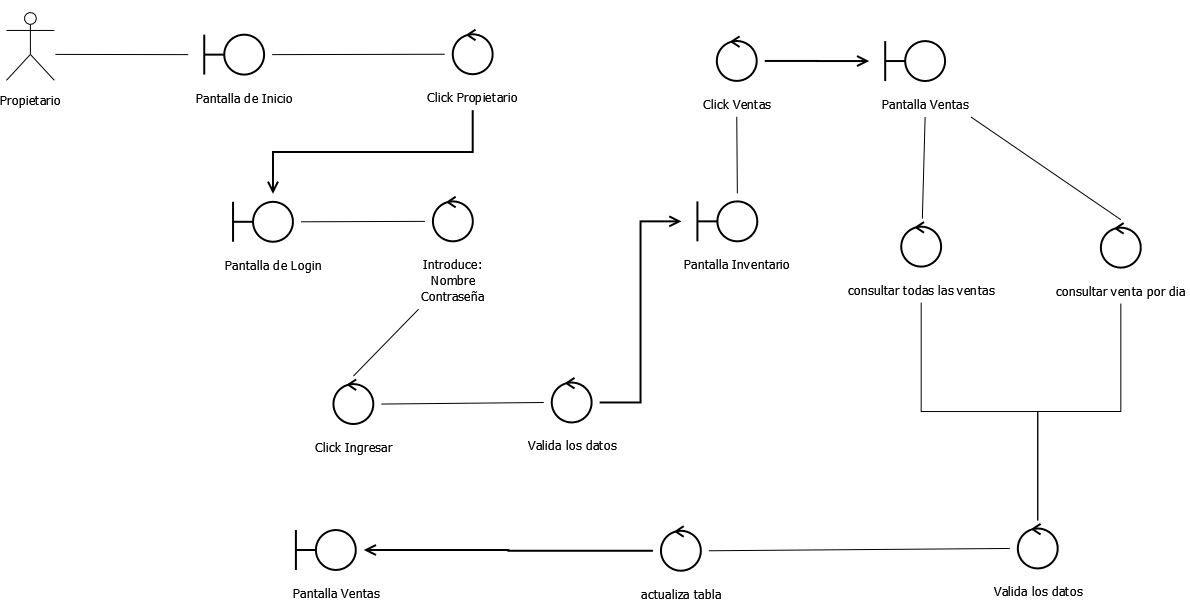 Propietario
Pantalla de Inicio
Click Propietario
Click Ventas
Pantalla Ventas
Pantalla de Login
Introduce:
Nombre
Contraseña
Pantalla Inventario
consultar todas las ventas
consultar venta por dia
Click Ingresar
Valida los datos
Pantalla Ventas
actualiza tabla
Valida los datos